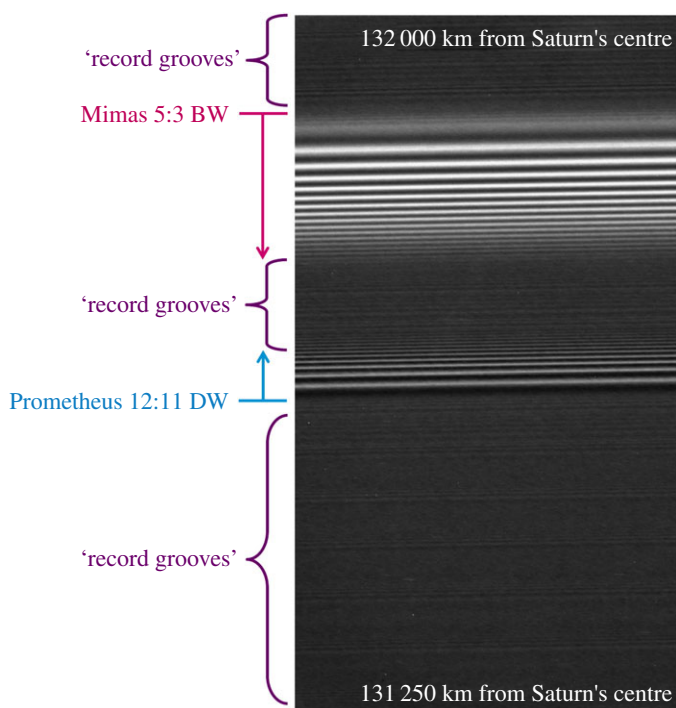 132 000 km from Saturn's centre
‘record grooves’
Mimas 5:3 BW
‘record grooves’
Prometheus 12:11 DW
‘record grooves’
131 250 km from Saturn's centre